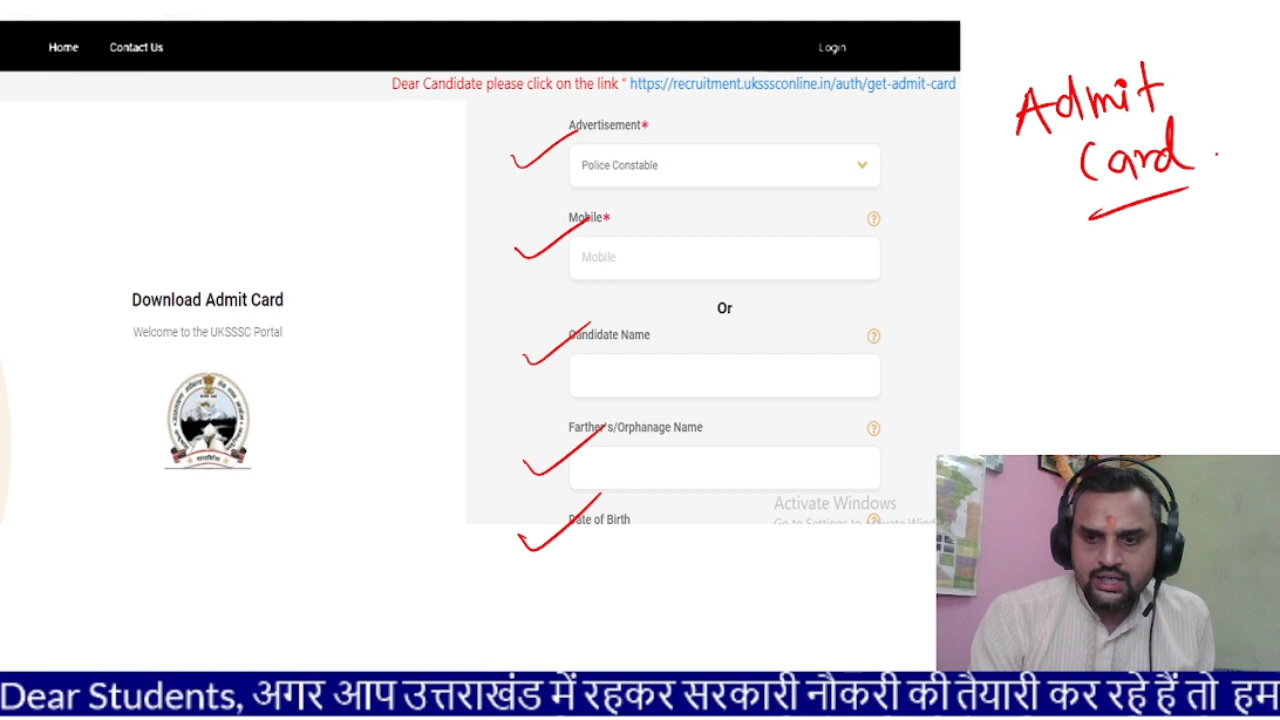 Home Contact Us Login
Dear Candidate please click on the link " https://recruitment.uksssconline.in/auth/get-admit-card
Admit
Card.
Advertisement*
Police Constable
Mobile*
Mobile
Or
Download Admit Card
Welcome to the UKSSSC Portal
Candidate Name
Farther's/Orphanage Name
Activate Windows
Date of Birth
Dear Students, अगर आप उत्तराखंड में रहकर सरकारी नौकरी की तैयारी कर रहे हैं तो हम